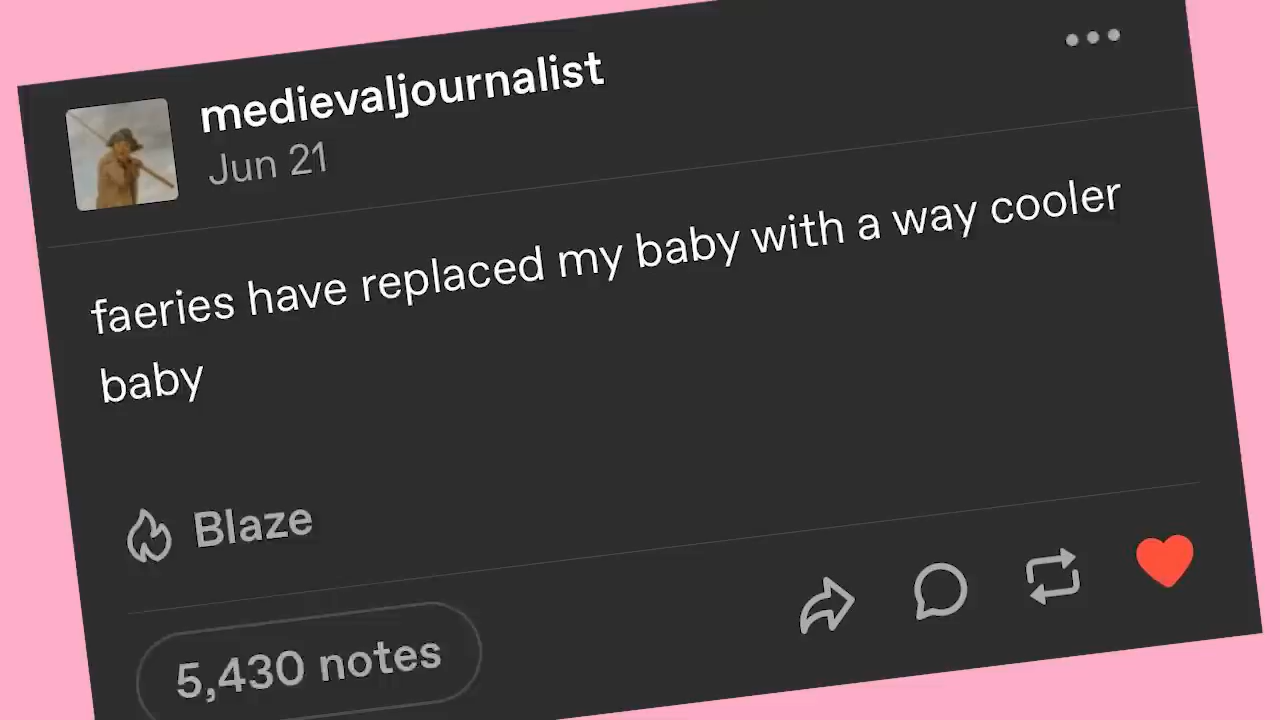 medievaljournalist
Jun 21
faeries have replaced my baby with a way cooler
baby
Blaze
5,430 notes